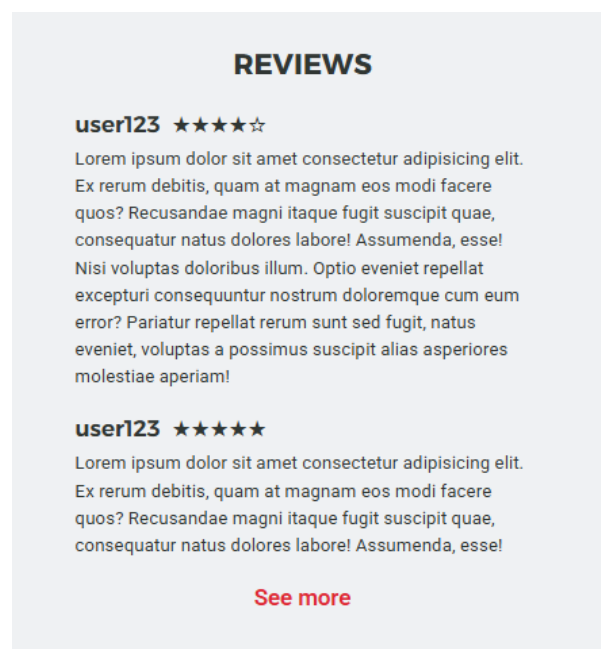 REVIEWS
user123 ★★★★☆
Lorem ipsum dolor sit amet consectetur adipisicing elit.
Ex rerum debitis, quam at magnam eos modi facere
quos? Recusandae magni itaque fugit suscipit quae,
consequatur natus dolores labore! Assumenda, esse!
Nisi voluptas doloribus illum. Optio eveniet repellat
excepturi consequuntur nostrum doloremque cum eum
error? Pariatur repellat rerum sunt sed fugit, natus
eveniet, voluptas a possimus suscipit alias asperiores
molestiae aperiam!
user123 ★★★★★
Lorem ipsum dolor sit amet consectetur adipisicing elit.
Ex rerum debitis, quam at magnam eos modi facere
quos? Recusandae magni itaque fugit suscipit quae,
consequatur natus dolores labore! Assumenda, esse!
See more